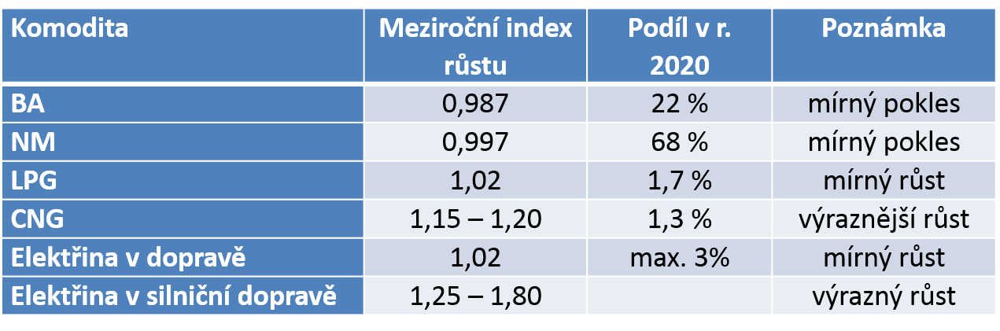 Komodita Meziroční index Podíl v r. Poznámka
růstu 2020
BA 0,987 22 % mírný pokles
NM 0,997 68 % mírný pokles
LPG 1,02 1,7 % mírný růst
CNG 1,15 – 1,20 1,3 % výraznější růst
Elektřina v dopravě 1,02 max. 3% mírný růst
Elektřina v silniční dopravě 1,25 – 1,80 výrazný růst